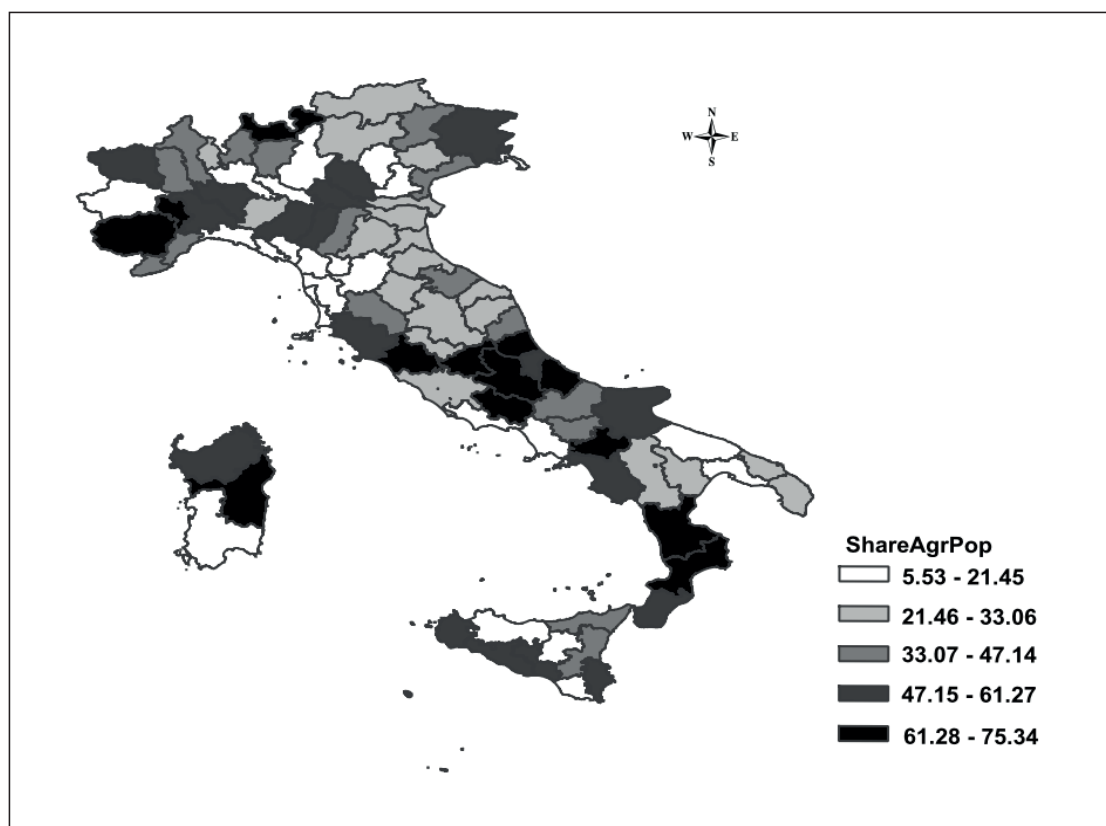 N
W E
S
ShareAgrPop
5.53 - 21.45
21.46 - 33.06
33.07 - 47.14
47.15 - 61.27
61.28 - 75.34